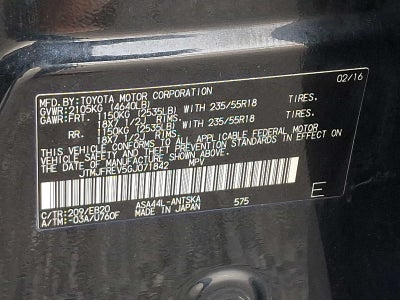 MFD.BY:TOYOTA MOTOR CORPORATION 02/16
GVWR:2105KG (4640LB)
GAWR:FRT. 1150KG (2535LB) WITH 235/55R18 TIRES.
18X7 1/2J RIMS.
RR. 1150KG (2535LB) WITH 235/55R18 TIRES.
18X7 1/2J RIMS.
THIS VEHICLE CONFORMS TO ALL APPLICABLE FEDERAL MOTOR
VEHICLE SAFETY AND THEFT PREVENTION STANDARDS IN EFFECT ON
THE DATE OF MANUFACTURE SHOWN ABOVE.
JTMJFREV5GJ071842 MPV
C/TR:209/EB20 ASA44L-ANTSKA 575
A/TM:-03A/U760F MADE IN JAPAN
E